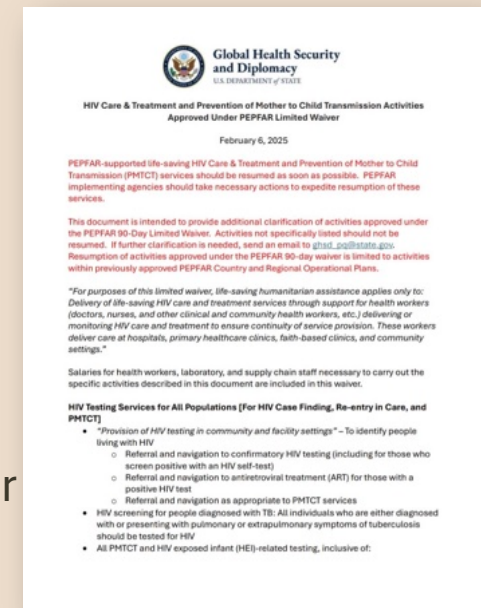 Global Health Security
and Diplomacy
U.S. DEPARTMENT of STATE
HIV Care & Treatment and Prevention of Mother to Child Transmission Activities
Approved Under PEPFAR Limited Waiver
February 6, 2025
PEPFAR-supported life-saving HIV Care & Treatment and Prevention of Mother to Child
Transmission (PMTCT) services should be resumed as soon as possible. PEPFAR
implementing agencies should take necessary actions to expedite resumption of these
services.
This document is intended to provide additional clarification of activities approved under
the PEPFAR 90-Day Limited Waiver. Activities not specifically listed should not be
resumed. If further clarification is needed, send an email to ghsd_pq@state.gov.
Resumption of activities approved under the PEPFAR 90-day waiver is limited to activities
within previously approved PEPFAR Country and Regional Operational Plans.
"For purposes of this limited waiver, life-saving humanitarian assistance applies only to:
Delivery of life-saving HIV care and treatment services through support for health workers
(doctors, nurses, and other clinical and community health workers, etc.) delivering or
monitoring HIV care and treatment to ensure continuity of service provision. These workers
deliver care at hospitals, primary healthcare clinics, faith-based clinics, and community
settings."
Salaries for health workers, laboratory, and supply chain staff necessary to carry out the
specific activities described in this document are included in this waiver.
HIV Testing Services for All Populations [For HIV Case Finding, Re-entry in Care, and
PMTCT]
• "Provision of HIV testing in community and facility settings" – To identify people
living with HIV
o Referral and navigation to confirmatory HIV testing (including for those who
screen positive with an HIV self-test)
o Referral and navigation to antiretroviral treatment (ART) for those with a
positive HIV test
o Referral and navigation as appropriate to PMTCT services
• HIV screening for people diagnosed with TB: All individuals who are either diagnosed
with or presenting with pulmonary or extrapulmonary symptoms of tuberculosis
should be tested for HIV
• All PMTCT and HIV exposed infant (HEI)-related testing, inclusive of:
r